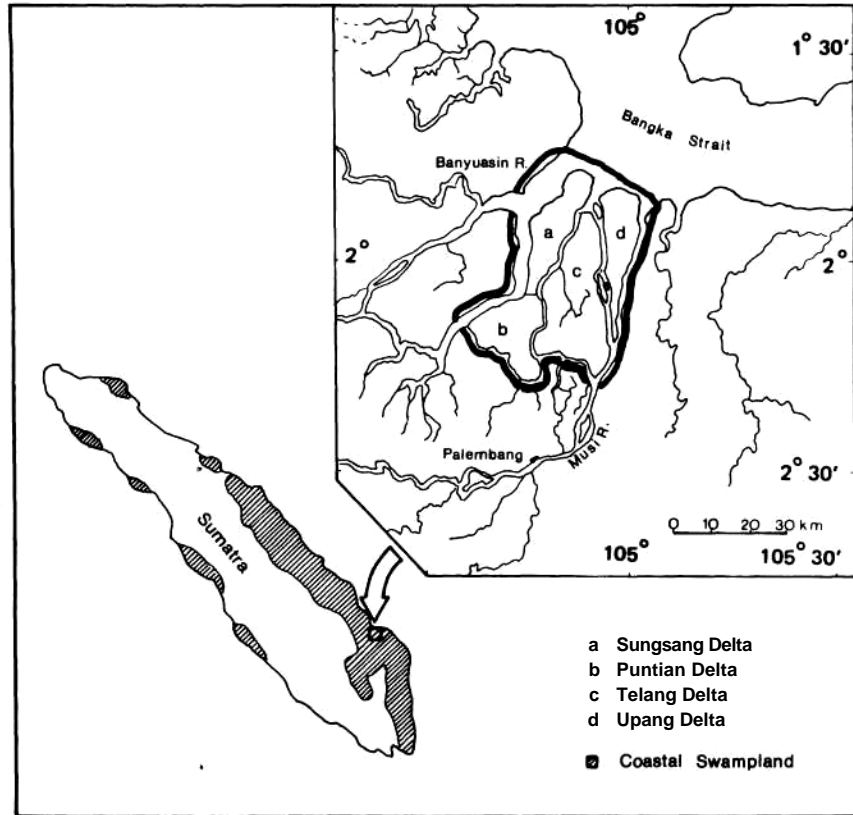 105°
1° 30′
Bangka Strait
Banyuasin R.
a
d
2°
2°
c
b
Palembang
Musi R.
2° 30′
0 10 20 30 km
105°
105° 30′
Sumatra
a Sungsang Delta
b Puntian Delta
c Telang Delta
d Upang Delta
Coastal Swampland